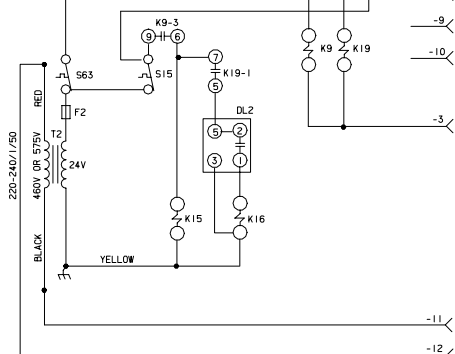 -9
K9-3
9
6
K9
K19
-10
7
S63
S15
K19-1
5
RED
F2
DL2
-3
5
2
T2
220-240/1/50
460V OR 575V
24V
3
1
K15
K16
BLACK
YELLOW
-11
-12